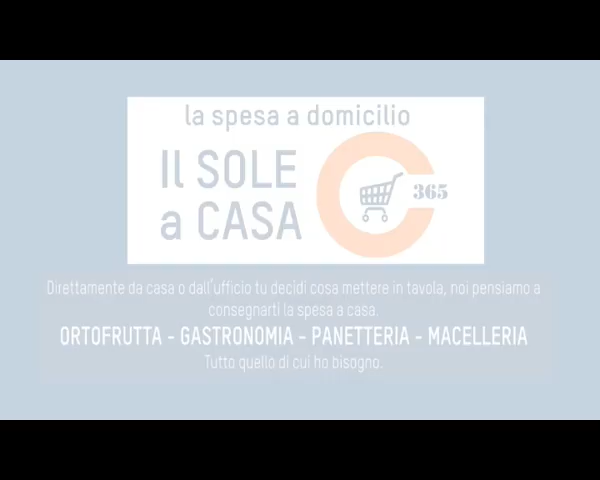 la spesa a domicilio
Il SOLE
a CASA
365
Direttamente da casa o dall'ufficio tu decidi cosa mettere in tavola, noi pensiamo a
consegnarti la spesa a casa.
ORTOFRUTTA - GASTRONOMIA - PANETTERIA - MACELLERIA
Tutto quello di cui ho bisogno.